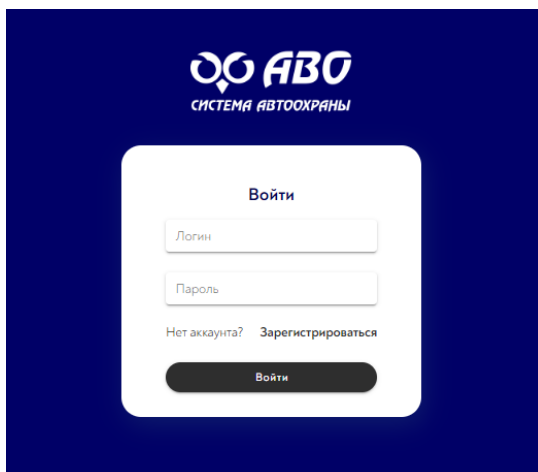 АВО
СИСТЕМА АВТООХРАНЫ
Войти
Логин
Пароль
Нет аккаунта? Зарегистрироваться
Войти